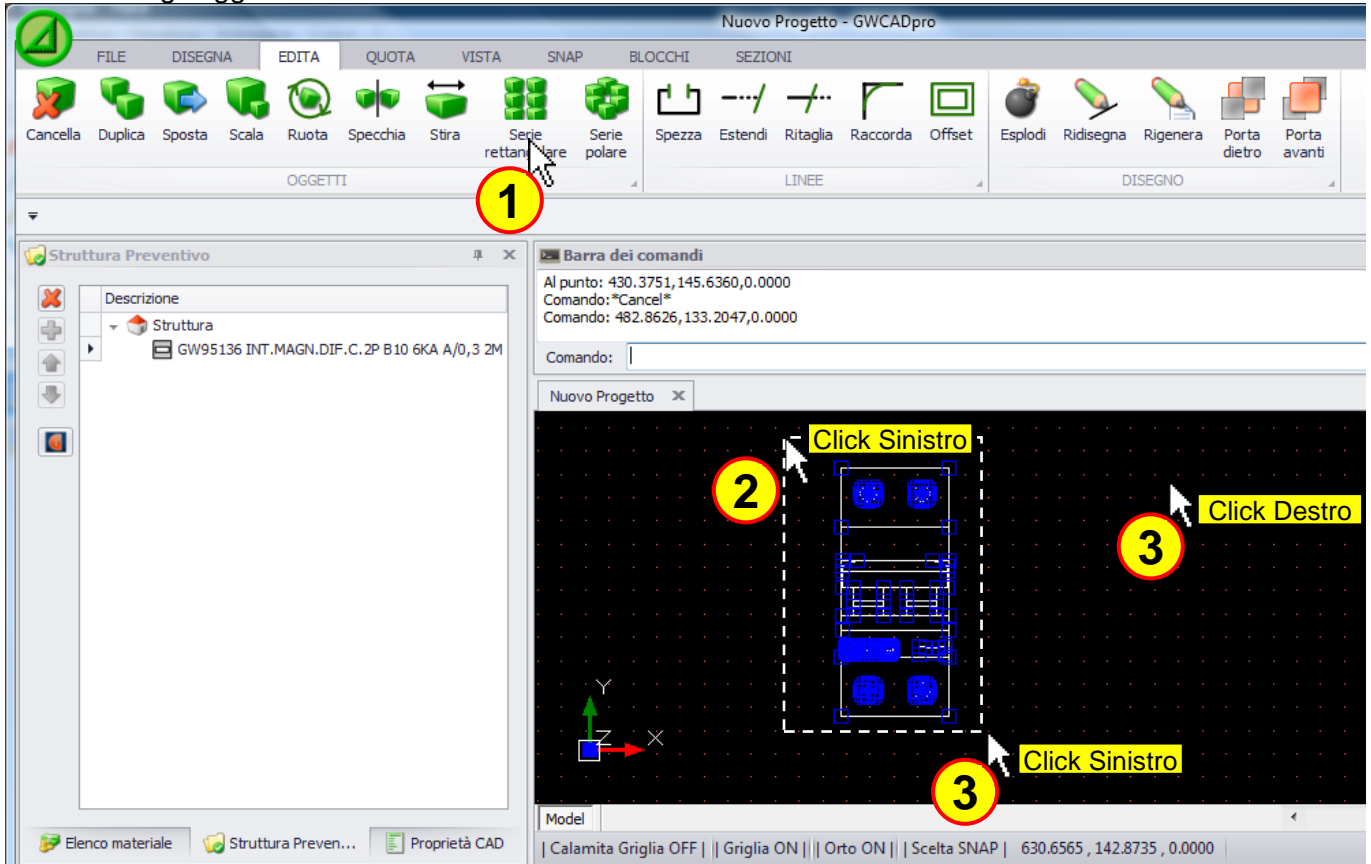 Nuovo Progetto - GWCADpro
FILE DISEGNA EDITA QUOTA VISTA SNAP BLOCCHI SEZIONI
Cancella Duplica Sposta Scala Ruota Specchia Stira Serie rettangolare Serie polare Spezza Estendi Ritaglia Raccorda Offset Esplodi Ridisegna Rigenera Porta dietro Porta avanti
OGGETTI LINEE DISEGNO
1
Struttura Preventivo
Descrizione
Struttura
GW95136 INT.MAGN.DIF.C.2P B10 6KA A/0,3 2M
Elenco materiale Struttura Preven... Proprietà CAD
Barra dei comandi
Al punto: 430.3751,145.6360,0.0000
Comando:*Cancel*
Comando: 482.8626,133.2047,0.0000
Comando:
Nuovo Progetto
Click Sinistro
2
Click Destro
3
Y
Z X
Click Sinistro
3
Model
| Calamita Griglia OFF | | Griglia ON | | Orto ON | | Scelta SNAP | 630.6565 , 142.8735 , 0.0000